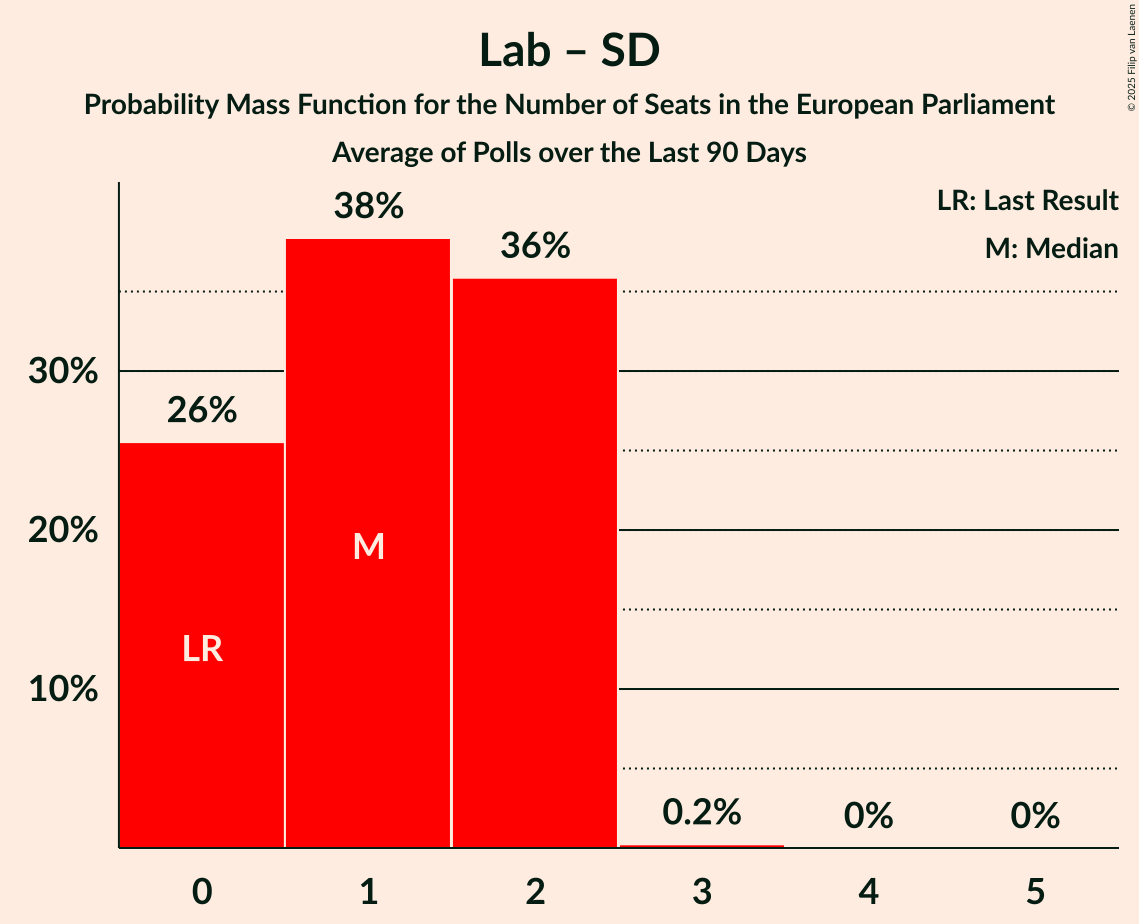 Lab – SD
Probability Mass Function for the Number of Seats in the European Parliament
Average of Polls over the Last 90 Days
© 2025 Filip van Laenen
LR: Last Result
M: Median
38%
36%
30%
26%
20%
M
LR
10%
0.2%
0%
0%
0 1 2 3 4 5